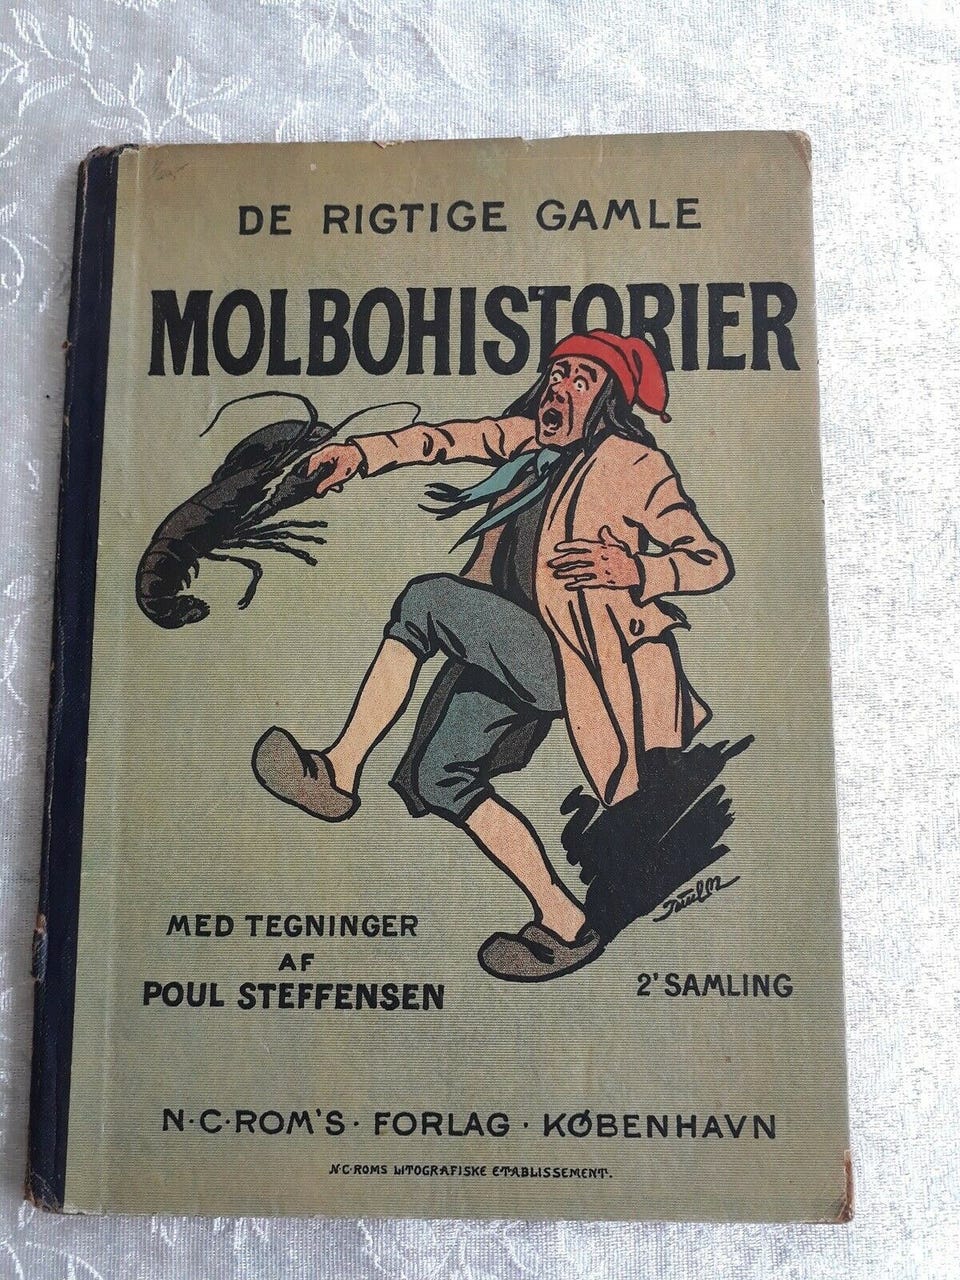 DE RIGTIGE GAMLE
MOLBOHISTORIER
MED TEGNINGER
AF
POUL STEFFENSEN
2' SAMLING
N·C·ROM'S · FORLAG · KØBENHAVN
N·C·ROMS LITOGRAFISKE ETABLISSEMENT.